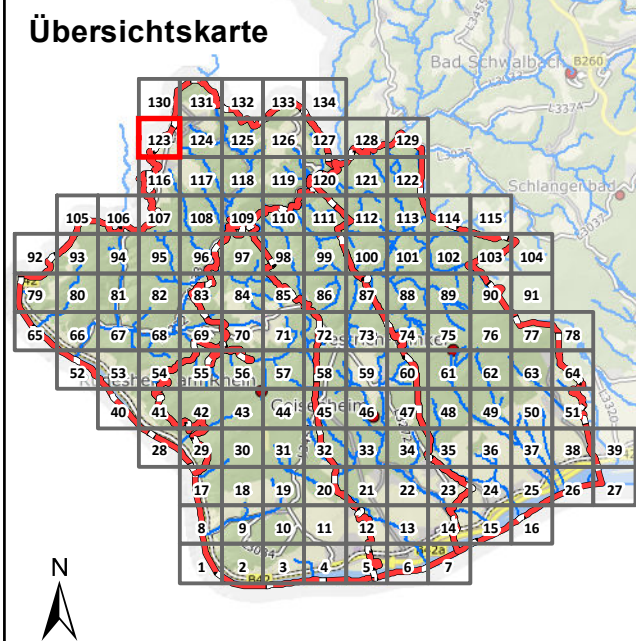 Übersichtskarte
Bad Schwalbach
B260
L3374
L3035
Schlangenbad
L3037
130 131 132 133 134
123 124 125 126 127 128 129
116 117 118 119 120 121 122
105 106 107 108 109 110 111 112 113 114 115
92 93 94 95 96 97 98 99 100 101 102 103 104
79 80 81 82 83 84 85 86 87 88 89 90 91
65 66 67 68 69 70 71 72 73 74 75 76 77 78
52 53 54 55 56 57 58 59 60 61 62 63 64
40 41 42 43 44 45 46 47 48 49 50 51
28 29 30 31 32 33 34 35 36 37 38 39
17 18 19 20 21 22 23 24 25 26 27
8 9 10 11 12 13 14 15 16
L3034
B42a
1 2 3 4 5 6 7
B42
N